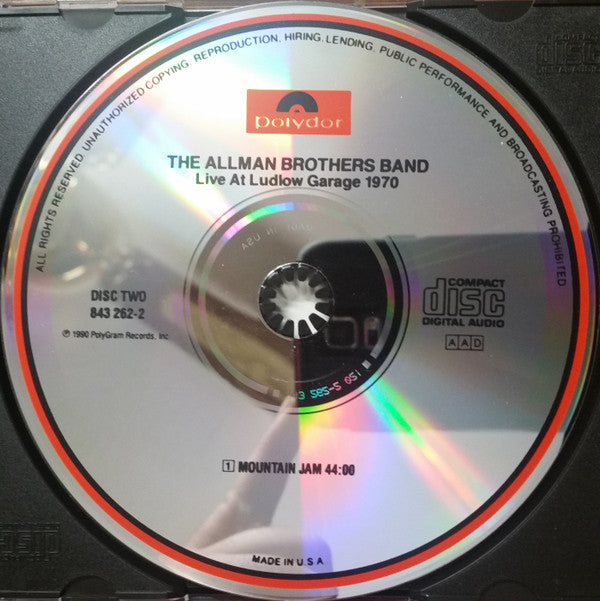 ALL RIGHTS RESERVED. UNAUTHORIZED COPYING, REPRODUCTION, HIRING, LENDING, PUBLIC PERFORMANCE AND BROADCASTING PROHIBITED
polydor
THE ALLMAN BROTHERS BAND
Live At Ludlow Garage 1970
DISC TWO
843 262-2
℗ 1990 PolyGram Records, Inc
COMPACT
disc
DIGITAL AUDIO
AAD
1 MOUNTAIN JAM 44:00
MADE IN U.S.A